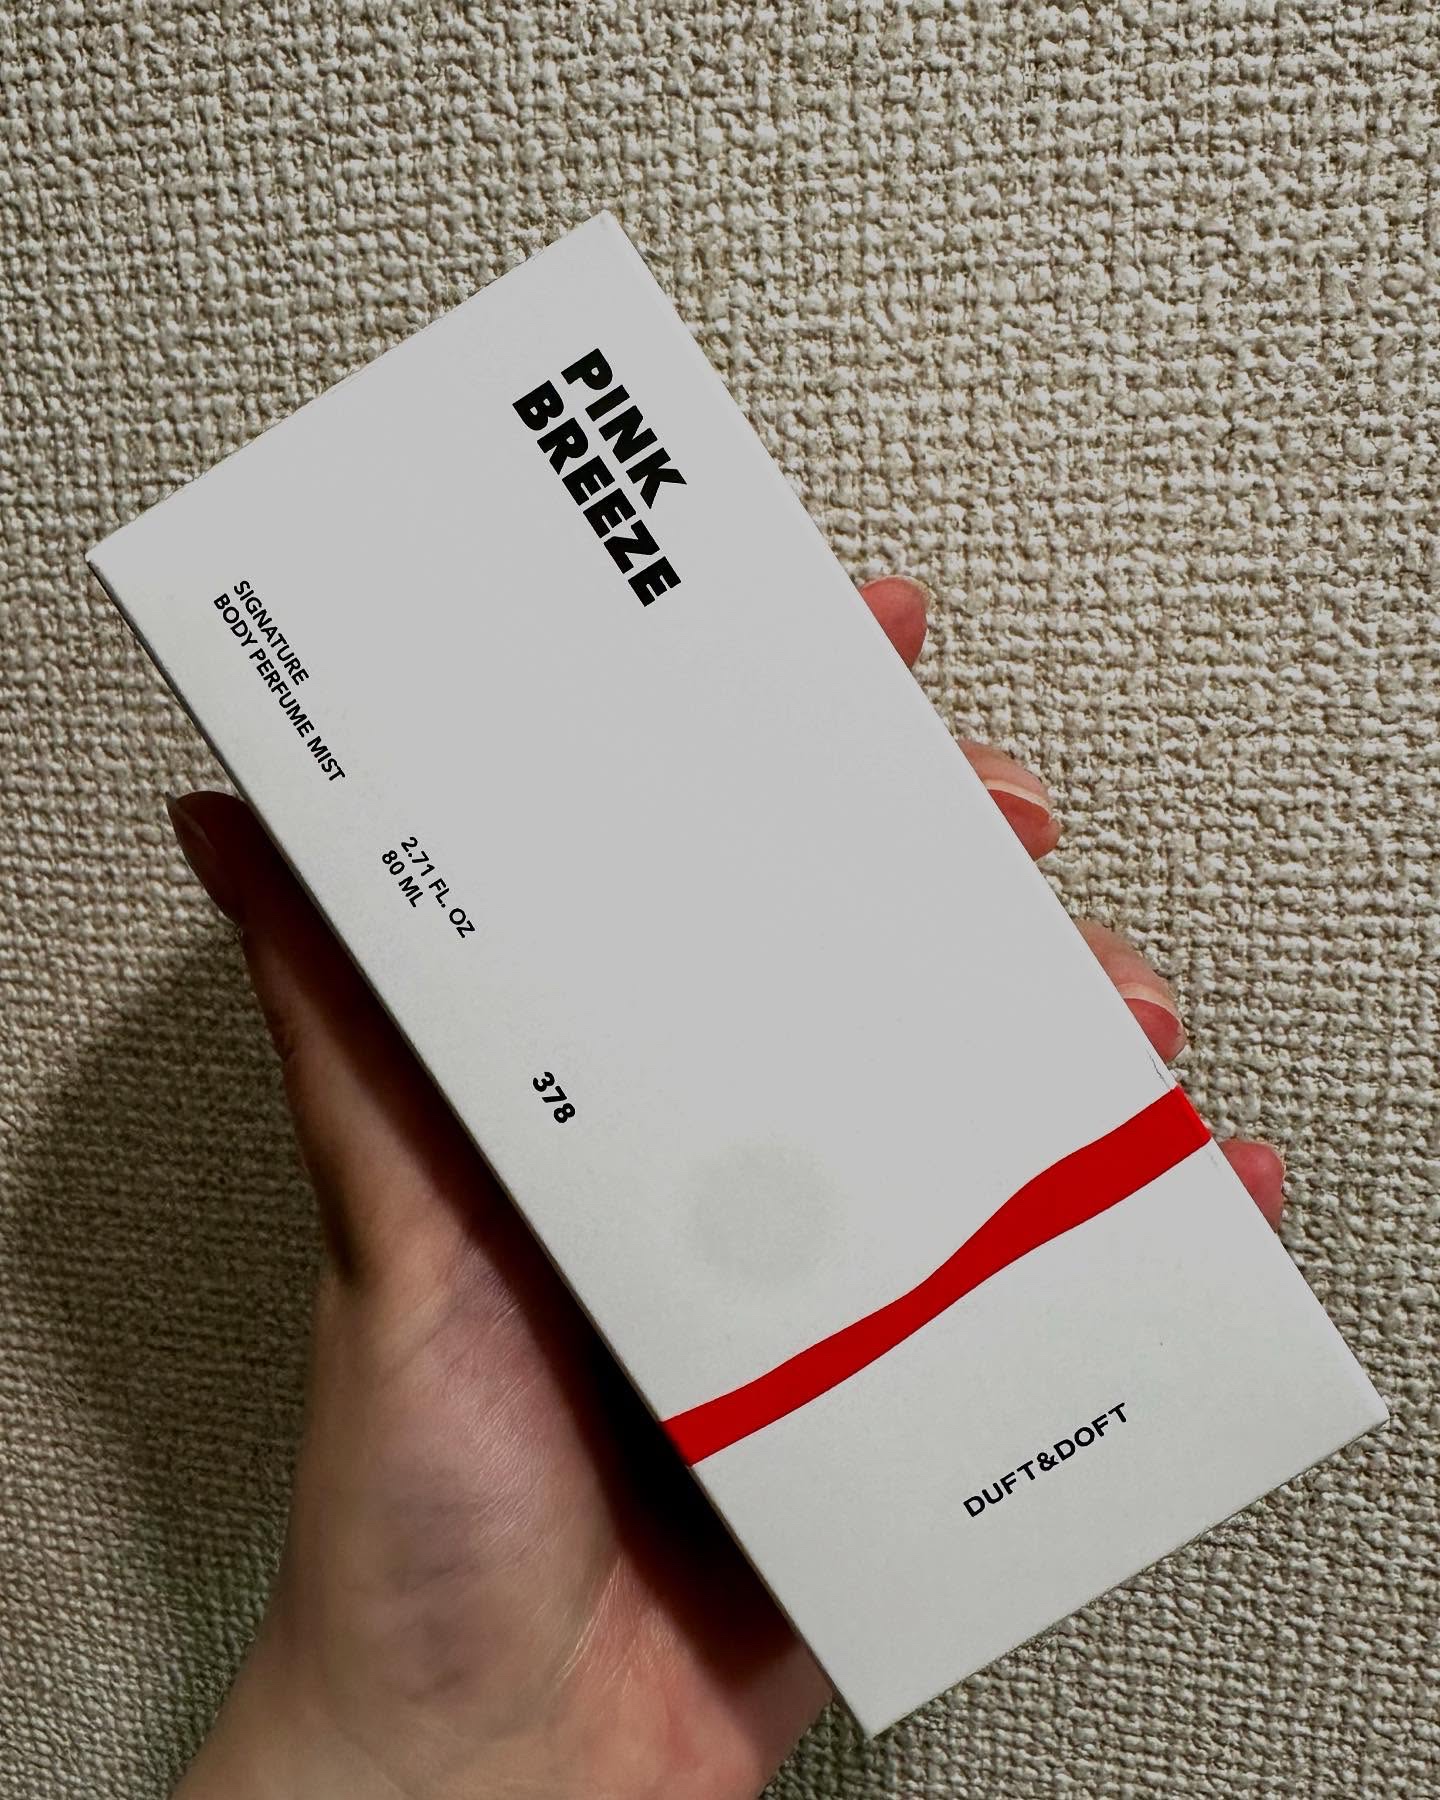 PINK
BREEZE
SIGNATURE
BODY PERFUME MIST
2.71 FL. OZ
80 ML
378
DUFT&DOFT